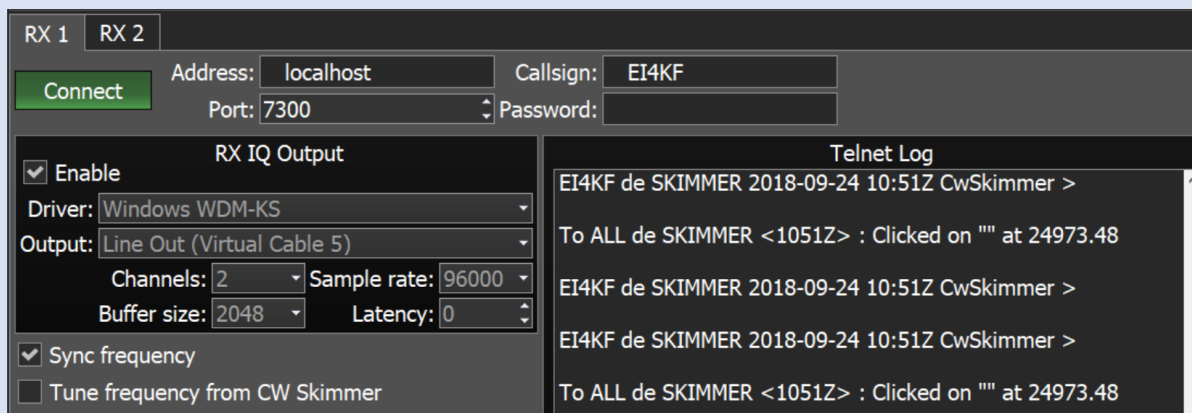 RX 1 RX 2
Connect
Address: localhost Callsign: EI4KF
Port: 7300 Password:
RX IQ Output
Enable
Driver: Windows WDM-KS
Output: Line Out (Virtual Cable 5)
Channels: 2 Sample rate: 96000
Buffer size: 2048 Latency: 0
Sync frequency
Tune frequency from CW Skimmer
Telnet Log
EI4KF de SKIMMER 2018-09-24 10:51Z CwSkimmer >
To ALL de SKIMMER <1051Z> : Clicked on "" at 24973.48
EI4KF de SKIMMER 2018-09-24 10:51Z CwSkimmer >
EI4KF de SKIMMER 2018-09-24 10:51Z CwSkimmer >
To ALL de SKIMMER <1051Z> : Clicked on "" at 24973.48